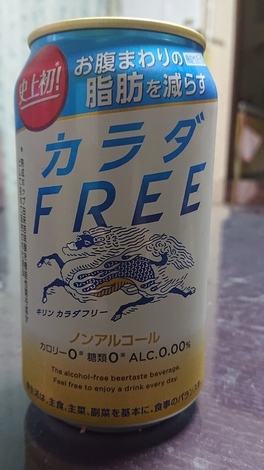 史上初!
お腹まわりの
脂肪を減らす
カラダ
FREE
キリン カラダフリー
ノンアルコール
カロリー0* 糖類0* ALC.0.00%
The alcohol-free beertaste beverage.
Feel free to enjoy a drink every day.
主食、主菜、副菜を基本に、食事のバランス